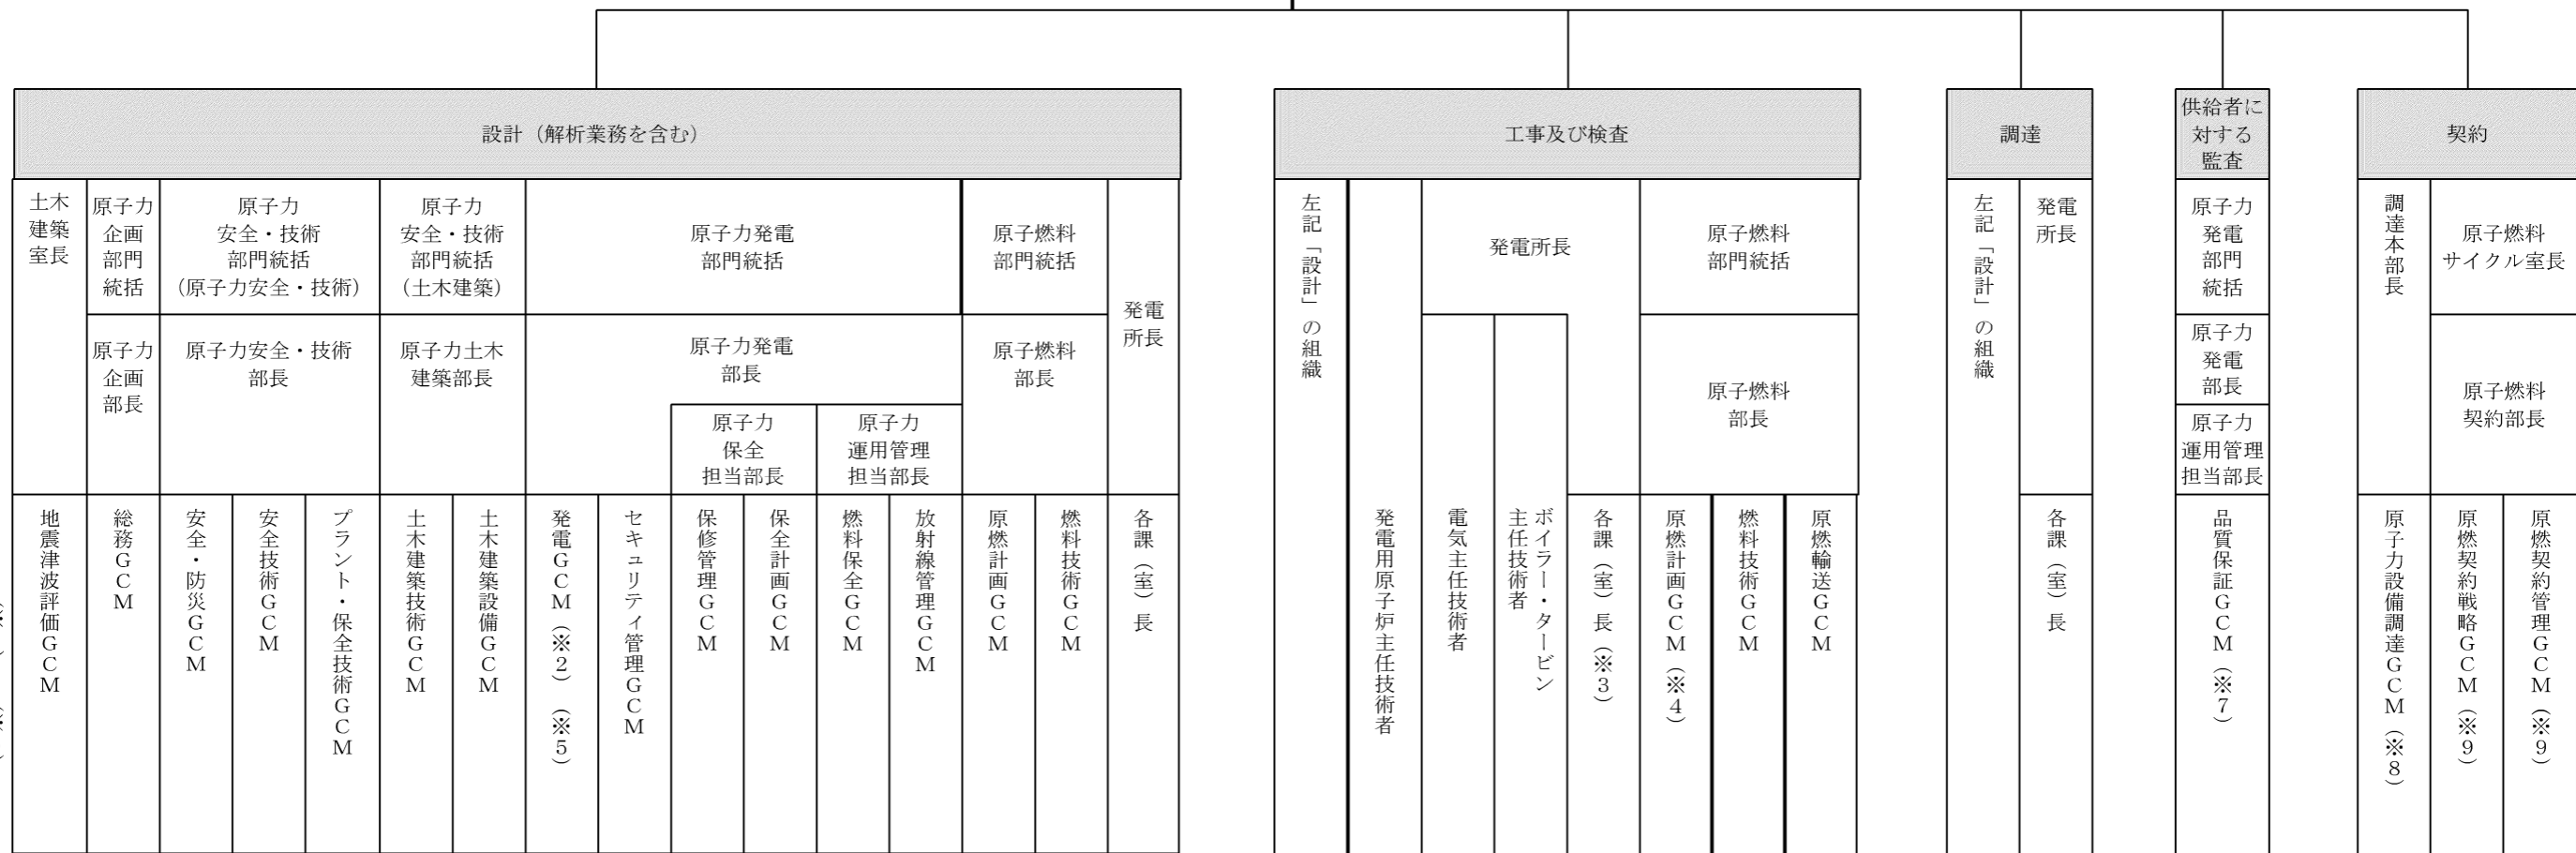 設計（解析業務を含む）
土木
建築
室長
原子力
企画
部門
統括
原子力
安全・技術
部門統括
（原子力安全・技術）
原子力
安全・技術
部門統括
（土木建築）
原子力発電
部門統括
原子燃料
部門統括
発電
所長
原子力
企画
部長
原子力安全・技術
部長
原子力土木
建築部長
原子力発電
部長
原子燃料
部長
原子力
保全
担当部長
原子力
運用管理
担当部長
地震津波評価ＧＣＭ
総務ＧＣＭ
安全・防災ＧＣＭ
安全技術ＧＣＭ
プラント・保全技術ＧＣＭ
土木建築技術ＧＣＭ
土木建築設備ＧＣＭ
発電ＧＣＭ（※２）（※５）
セキュリティ管理ＧＣＭ
保修管理ＧＣＭ
保全計画ＧＣＭ
燃料保全ＧＣＭ
放射線管理ＧＣＭ
原燃計画ＧＣＭ
燃料技術ＧＣＭ
各課（室）長
工事及び検査
左記「設計」の組織
発電所長
原子燃料
部門統括
原子燃料
部長
発電用原子炉主任技術者
電気主任技術者
ボイラー・タービン
主任技術者
各課（室）長（※３）
原燃計画ＧＣＭ（※４）
燃料技術ＧＣＭ
原燃輸送ＧＣＭ
調達
左記「設計」の組織
発電
所長
各課（室）長
供給者に
対する
監査
原子力
発電
部門
統括
原子力
発電
部長
原子力
運用管理
担当部長
品質保証ＧＣＭ（※７）
契約
調達本部長
原子燃料
サイクル室長
原子燃料
契約部長
原子力設備調達ＧＣＭ（※８）
原燃契約戦略ＧＣＭ（※９）
原燃契約管理ＧＣＭ（※９）